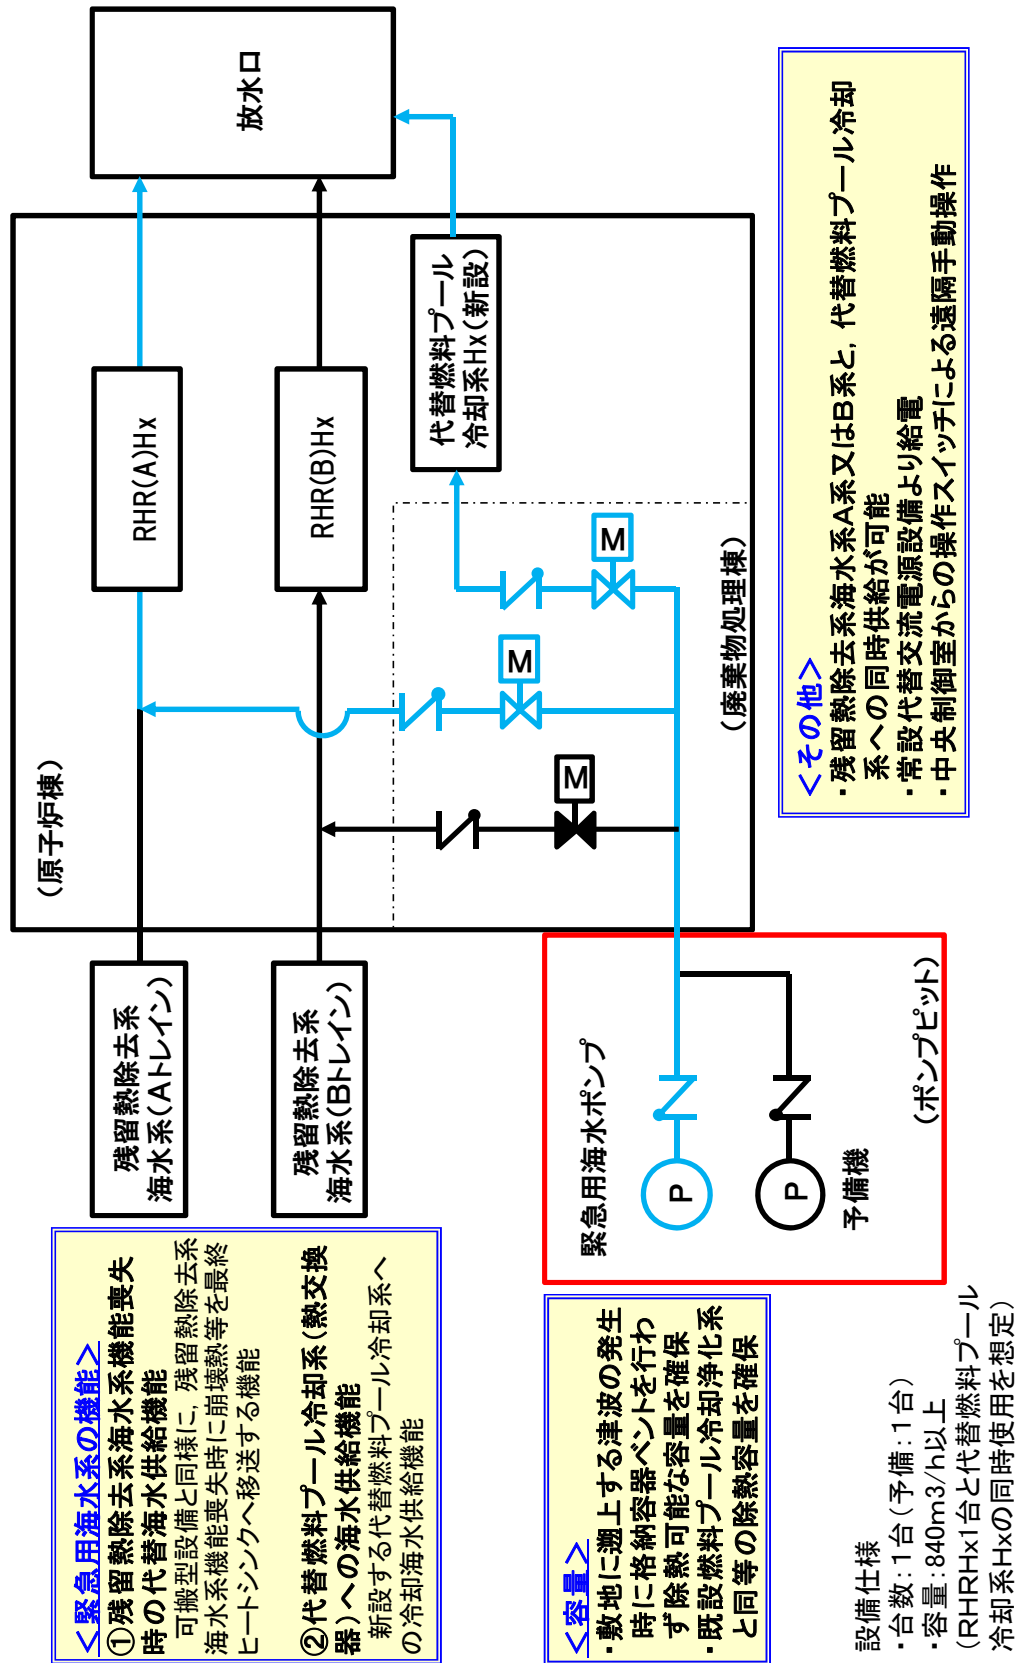 ＜緊急用海水系の機能＞
①残留熱除去系海水系機能喪失
時の代替海水供給機能
可搬型設備と同様に，残留熱除去系
海水系機能喪失時に崩壊熱等を最終
ヒートシンクへ移送する機能
②代替燃料プール冷却系（熱交換
器）への海水供給機能
新設する代替燃料プール冷却系へ
の冷却海水供給機能
＜容量＞
・敷地に遡上する津波の発生
時に格納容器ベントを行わ
ず除熱可能な容量を確保
・既設燃料プール冷却浄化系
と同等の除熱容量を確保
設備仕様
・台数：1台（予備：1台）
・容量：840m3/h以上
（RHRHx1台と代替燃料プール
冷却系Hxの同時使用を想定）
残留熱除去系
海水系（Aトレイン）
残留熱除去系
海水系（Bトレイン）
緊急用海水ポンプ
P
P
予備機
（ポンプピット）
（原子炉棟）
M
M
M
（廃棄物処理棟）
RHR(A)Hx
RHR(B)Hx
代替燃料プール
冷却系Hx（新設）
放水口
＜その他＞
・残留熱除去系海水系A系又はB系と，代替燃料プール冷却
系への同時供給が可能
・常設代替交流電源設備より給電
・中央制御室からの操作スイッチによる遠隔手動操作